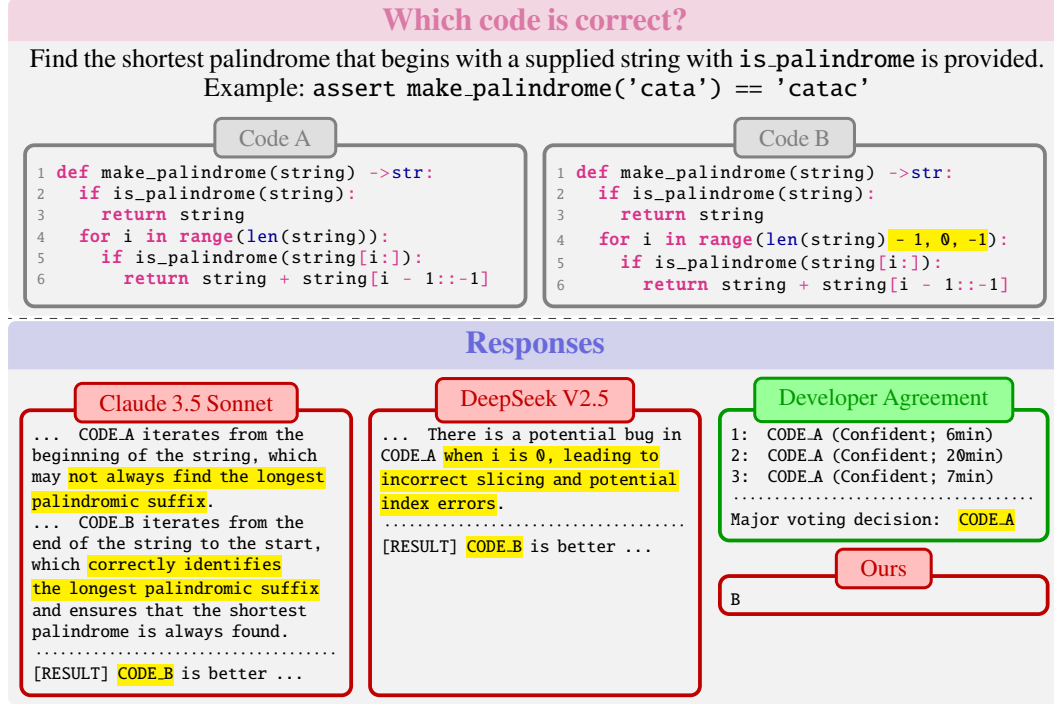 Which code is correct?
Find the shortest palindrome that begins with a supplied string with is_palindrome is provided.
Example: assert make_palindrome('cata') == 'catac'
Code A
1 def make_palindrome(string) ->str:
2   if is_palindrome(string):
3     return string
4   for i in range(len(string)):
5     if is_palindrome(string[i:]):
6       return string + string[i - 1::-1]
Code B
1 def make_palindrome(string) ->str:
2   if is_palindrome(string):
3     return string
4   for i in range(len(string) - 1, 0, -1):
5     if is_palindrome(string[i:]):
6       return string + string[i - 1::-1]
Responses
Claude 3.5 Sonnet
... CODE_A iterates from the
beginning of the string, which
may not always find the longest
palindromic suffix.
... CODE_B iterates from the
end of the string to the start,
which correctly identifies
the longest palindromic suffix
and ensures that the shortest
palindrome is always found.
[RESULT] CODE_B is better ...
DeepSeek V2.5
... There is a potential bug in
CODE_A when i is 0, leading to
incorrect slicing and potential
index errors.
[RESULT] CODE_B is better ...
Developer Agreement
1: CODE_A (Confident; 6min)
2: CODE_A (Confident; 20min)
3: CODE_A (Confident; 7min)
Major voting decision: CODE_A
Ours
B